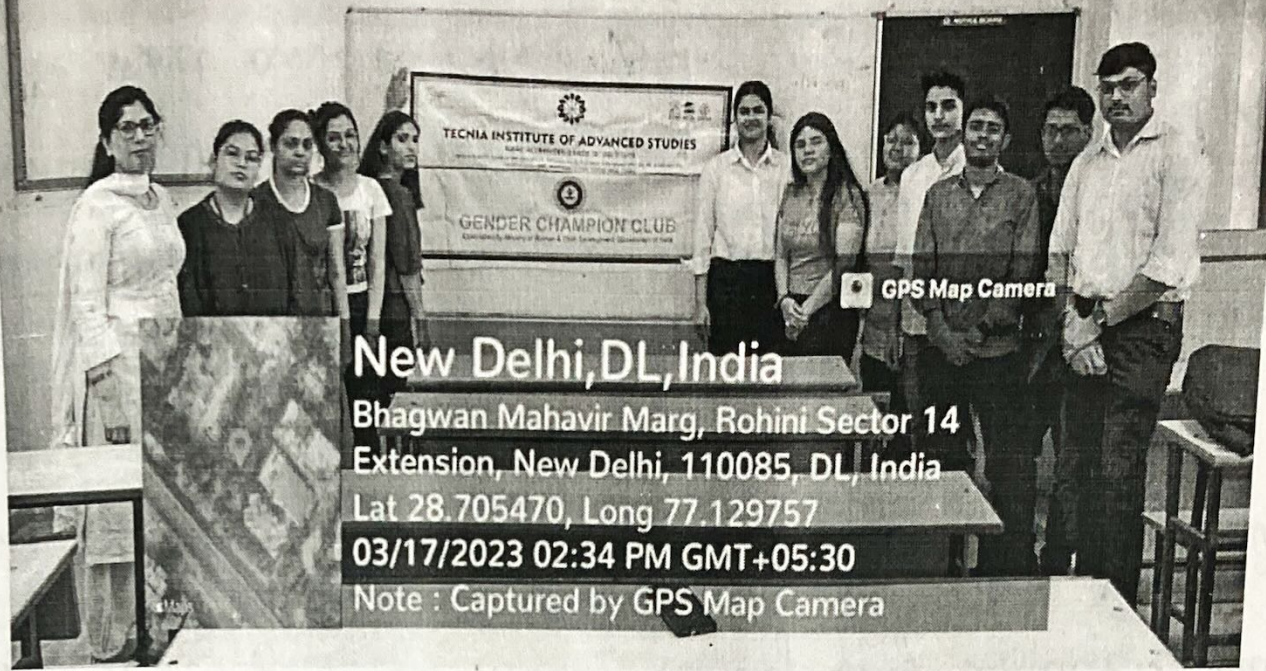 NOTICE BOARD
TECNIA INSTITUTE OF ADVANCED STUDIES
GENDER CHAMPION CLUB
GPS Map Camera
New Delhi,DL,India
Bhagwan Mahavir Marg, Rohini Sector 14
Extension, New Delhi, 110085, DL, India
Lat 28.705470, Long 77.129757
03/17/2023 02:34 PM GMT+05:30
Note : Captured by GPS Map Camera